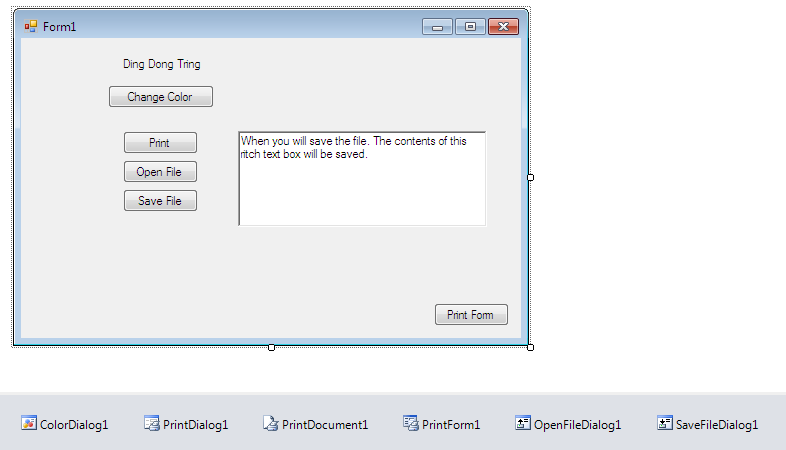 Form1
Ding Dong Tring
Change Color
Print
When you will save the file. The contents of this
ritch text box will be saved.
Open File
Save File
Print Form
ColorDialog1 PrintDialog1 PrintDocument1 PrintForm1 OpenFileDialog1 SaveFileDialog1